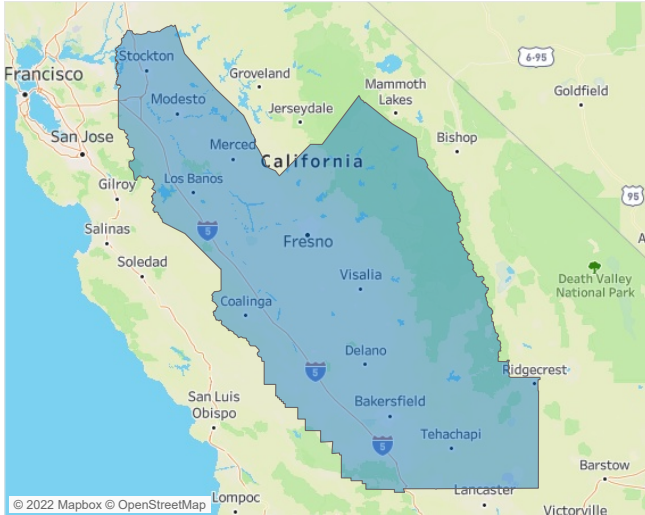 6-95
Stockton
Francisco
Groveland
Mammoth
Lakes
Goldfield
Modesto
Jerseydale
San Jose
Merced
Bishop
California
Gilroy
Los Banos
95
Salinas
5
Fresno
A
Soledad
Visalia
Death Valley
National Park
Coalinga
Delano
5
Ridgecrest
San Luis
Obispo
Bakersfield
Tehachapi
5
Barstow
Lompoc
Lancaster
© 2022 Mapbox © OpenStreetMap
Victorville